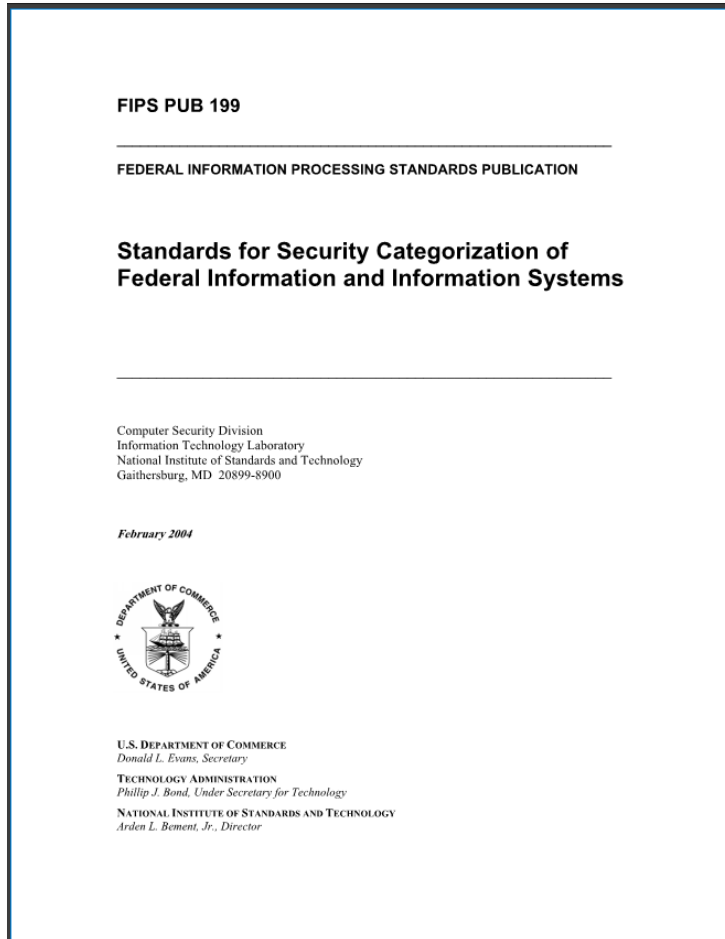 FIPS PUB 199
FEDERAL INFORMATION PROCESSING STANDARDS PUBLICATION
Standards for Security Categorization of
Federal Information and Information Systems
Computer Security Division
Information Technology Laboratory
National Institute of Standards and Technology
Gaithersburg, MD 20899-8900
February 2004
DEPARTMENT OF COMMERCE
UNITED STATES OF AMERICA
U.S. DEPARTMENT OF COMMERCE
Donald L. Evans, Secretary
TECHNOLOGY ADMINISTRATION
Phillip J. Bond, Under Secretary for Technology
NATIONAL INSTITUTE OF STANDARDS AND TECHNOLOGY
Arden L. Bement, Jr., Director